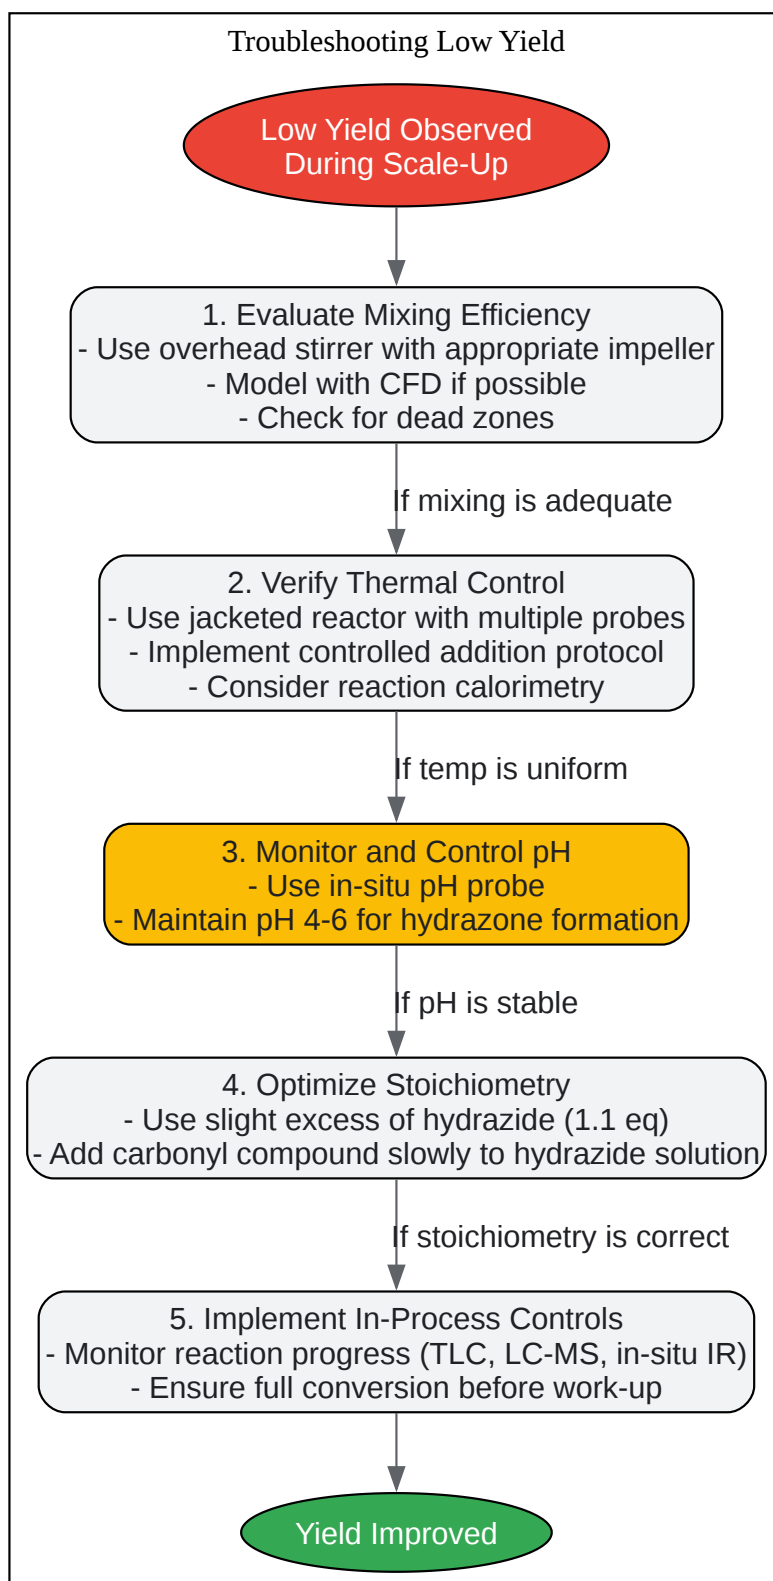 Troubleshooting Low Yield
Low Yield Observed
During Scale-Up
1. Evaluate Mixing Efficiency
- Use overhead stirrer with appropriate impeller
- Model with CFD if possible
- Check for dead zones
If mixing is adequate
2. Verify Thermal Control
- Use jacketed reactor with multiple probes
- Implement controlled addition protocol
- Consider reaction calorimetry
If temp is uniform
3. Monitor and Control pH
- Use in-situ pH probe
- Maintain pH 4-6 for hydrazone formation
If pH is stable
4. Optimize Stoichiometry
- Use slight excess of hydrazide (1.1 eq)
- Add carbonyl compound slowly to hydrazide solution
If stoichiometry is correct
5. Implement In-Process Controls
- Monitor reaction progress (TLC, LC-MS, in-situ IR)
- Ensure full conversion before work-up
Yield Improved